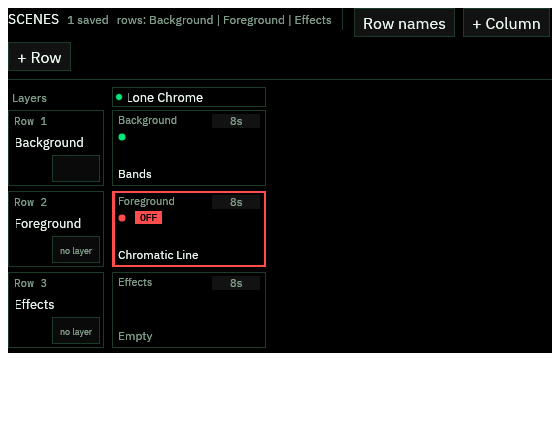 SCENES 1 saved rows: Background | Foreground | Effects Row names + Column
+ Row
Layers Lone Chrome
Row 1
Background
Background 8s
Bands
Row 2
Foreground
no layer
Foreground 8s
OFF
Chromatic Line
Row 3
Effects
no layer
Effects 8s
Empty